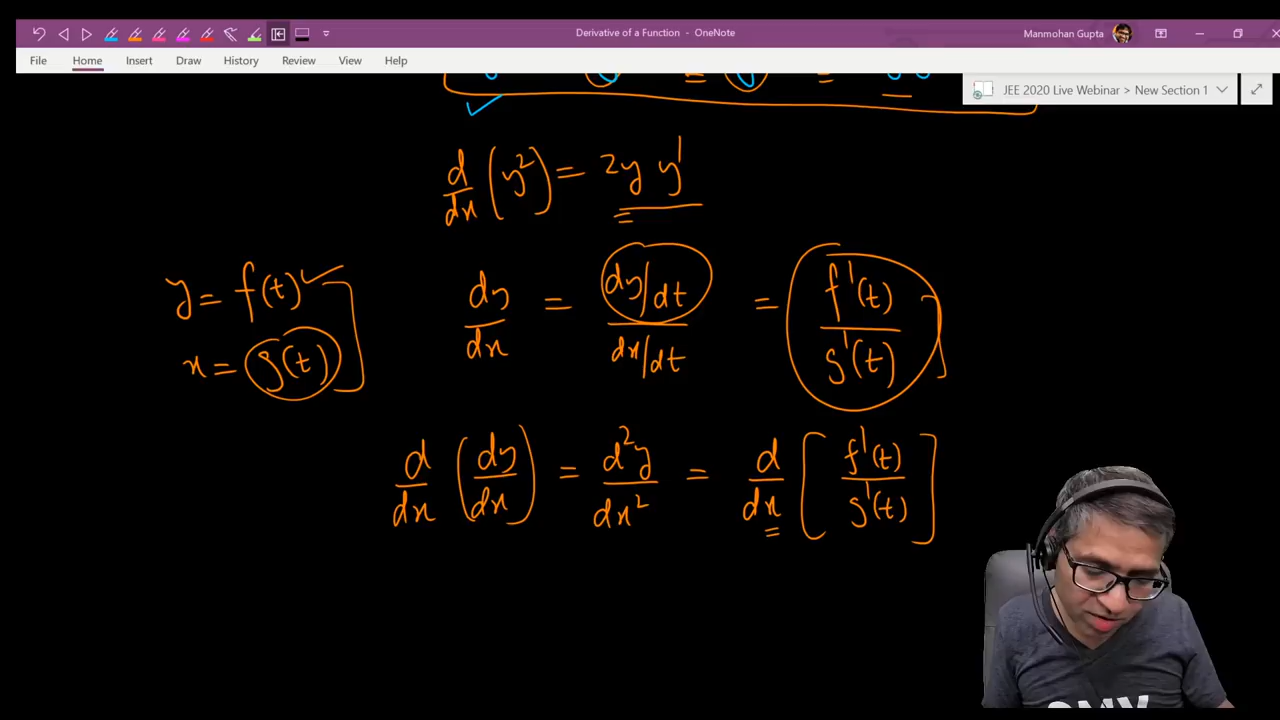 Derivative of a Function - OneNote
Manmohan Gupta
File Home Insert Draw History Review View Help
JEE 2020 Live Webinar > New Section 1
d/dx (y²) = 2y y'
y = f(t)
x = g(t)
dy/dx = (dy/dt)/(dx/dt) = f'(t)/g'(t)
d/dx (dy/dx) = d²y/dx² = d/dx [f'(t)/g'(t)]